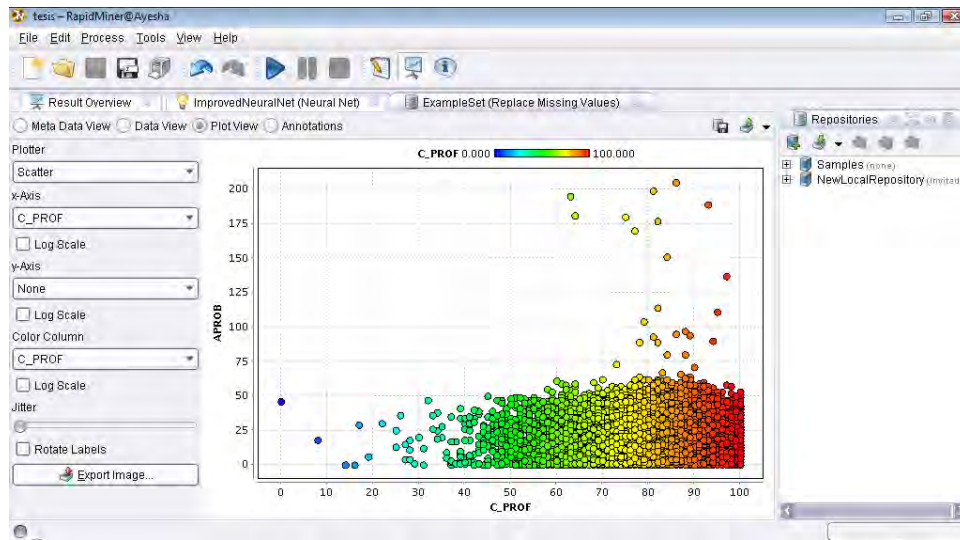 tesis – RapidMiner@Ayesha
File Edit Process Tools View Help
Result Overview
ImprovedNeuralNet (Neural Net)
ExampleSet (Replace Missing Values)
Meta Data View Data View Plot View Annotations
Plotter
Scatter
x-Axis
C_PROF
Log Scale
y-Axis
None
Log Scale
Color Column
C_PROF
Log Scale
Jitter
Rotate Labels
Export Image...
C_PROF 0.000 100.000
200
175
150
125
100
75
50
25
0
APROB
0 10 20 30 40 50 60 70 80 90 100
C_PROF
Repositories
Samples (none)
NewLocalRepository